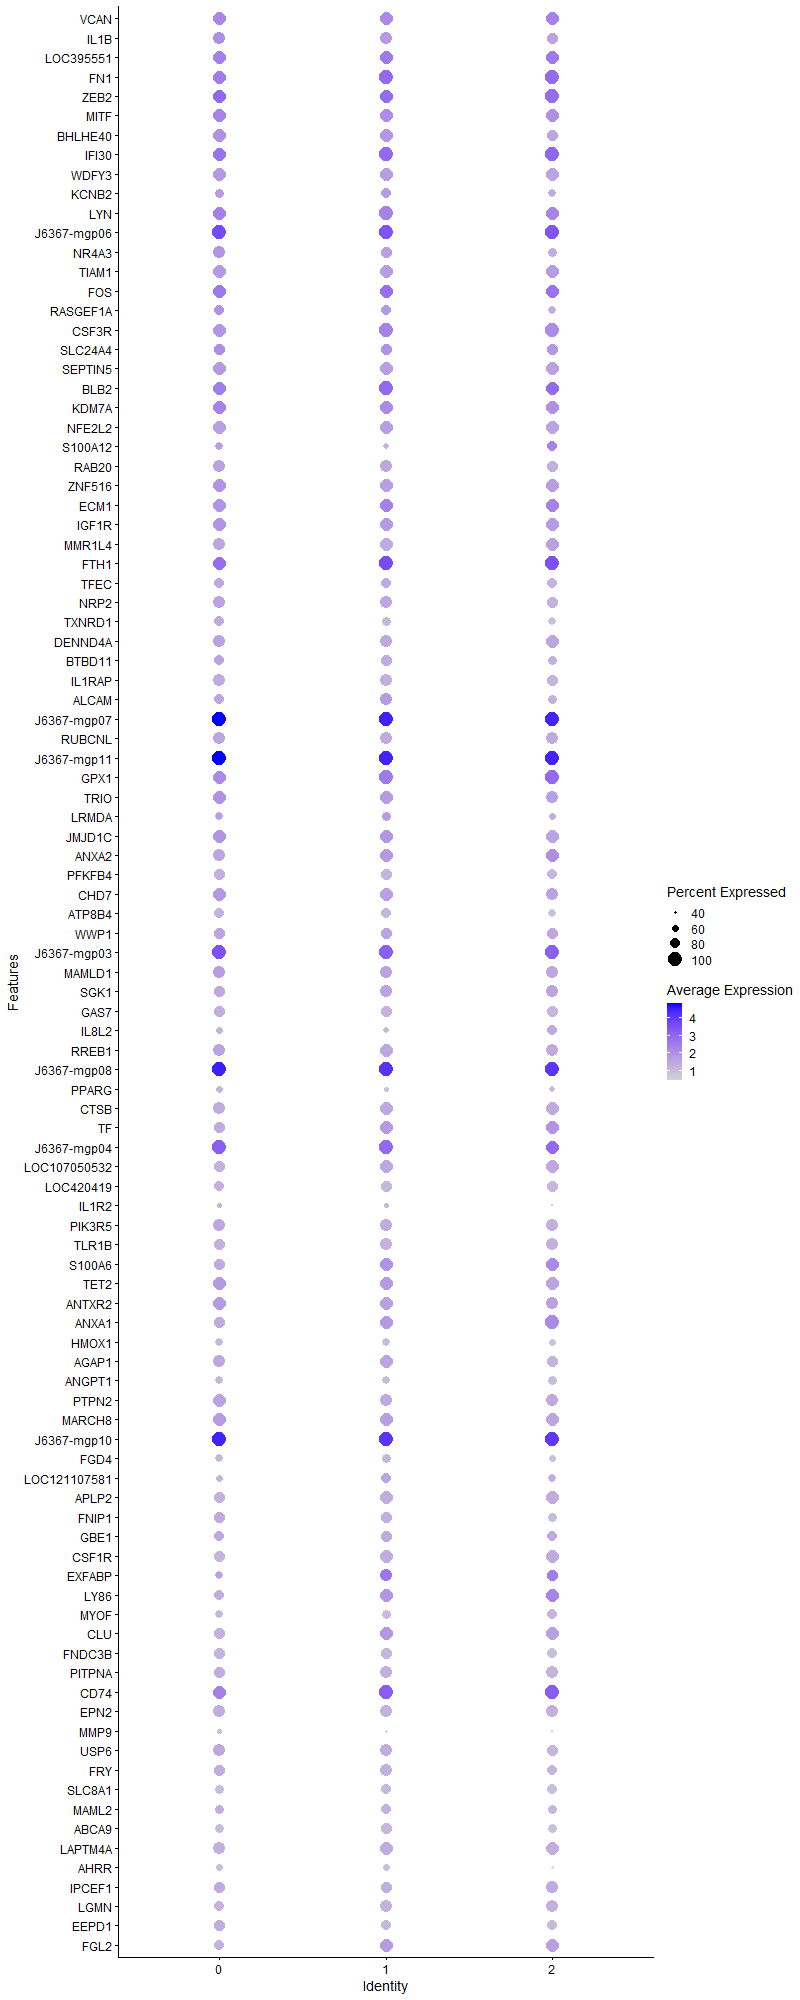 VCAN
IL1B
LOC395551
FN1
ZEB2
MITF
BHLHE40
IFI30
WDFY3
KCNB2
LYN
J6367-mgp06
NR4A3
TIAM1
FOS
RASGEF1A
CSF3R
SLC24A4
SEPTIN5
BLB2
KDM7A
NFE2L2
S100A12
RAB20
ZNF516
ECM1
IGF1R
MMR1L4
FTH1
TFEC
NRP2
TXNRD1
DENND4A
BTBD11
IL1RAP
ALCAM
J6367-mgp07
RUBCNL
J6367-mgp11
GPX1
TRIO
LRMDA
JMJD1C
ANXA2
PFKFB4
CHD7
ATP8B4
WWP1
J6367-mgp03
MAMLD1
SGK1
GAS7
IL8L2
RREB1
J6367-mgp08
PPARG
CTSB
TF
J6367-mgp04
LOC107050532
LOC420419
IL1R2
PIK3R5
TLR1B
S100A6
TET2
ANTXR2
ANXA1
HMOX1
AGAP1
ANGPT1
PTPN2
MARCH8
J6367-mgp10
FGD4
LOC121107581
APLP2
FNIP1
GBE1
CSF1R
EXFABP
LY86
MYOF
CLU
FNDC3B
PITPNA
CD74
EPN2
MMP9
USP6
FRY
SLC8A1
MAML2
ABCA9
LAPTM4A
AHRR
IPCEF1
LGMN
EEPD1
FGL2
Features
0 1 2
Identity
Percent Expressed
40
60
80
100
Average Expression
4
3
2
1